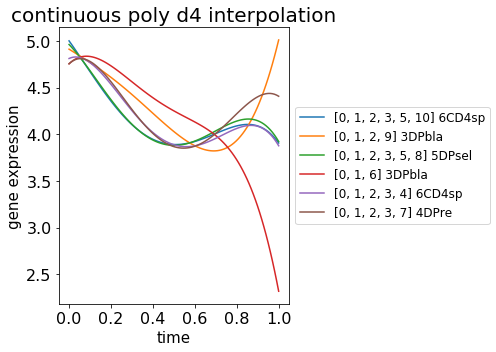 continuous poly d4 interpolation
gene expression
5.0
4.5
4.0
3.5
3.0
2.5
0.0 0.2 0.4 0.6 0.8 1.0
time
[0, 1, 2, 3, 5, 10] 6CD4sp
[0, 1, 2, 9] 3DPbla
[0, 1, 2, 3, 5, 8] 5DPsel
[0, 1, 6] 3DPbla
[0, 1, 2, 3, 4] 6CD4sp
[0, 1, 2, 3, 7] 4DPre